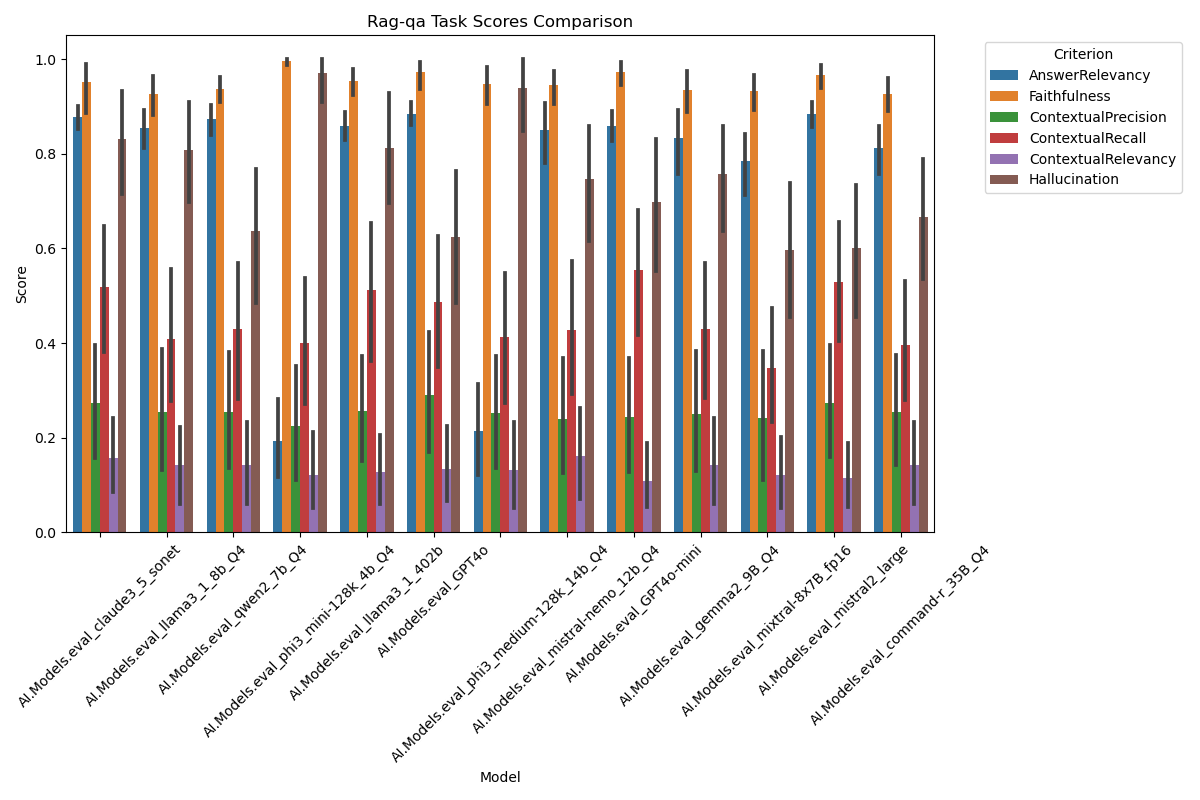 Rag-qa Task Scores Comparison
Criterion
AnswerRelevancy
Faithfulness
ContextualPrecision
ContextualRecall
ContextualRelevancy
Hallucination
Score
1.0
0.8
0.6
0.4
0.2
0.0
AI.Models.eval_claude3_5_sonet
AI.Models.eval_llama3_1_8b_Q4
AI.Models.eval_qwen2_7b_Q4
AI.Models.eval_phi3_mini-128k_4b_Q4
AI.Models.eval_llama3_1_402b
AI.Models.eval_GPT4o
AI.Models.eval_phi3_medium-128k_14b_Q4
AI.Models.eval_mistral-nemo_12b_Q4
AI.Models.eval_GPT4o-mini
AI.Models.eval_gemma2_9B_Q4
AI.Models.eval_mixtral-8x7B_fp16
AI.Models.eval_mistral2_large
AI.Models.eval_command-r_35B_Q4
Model